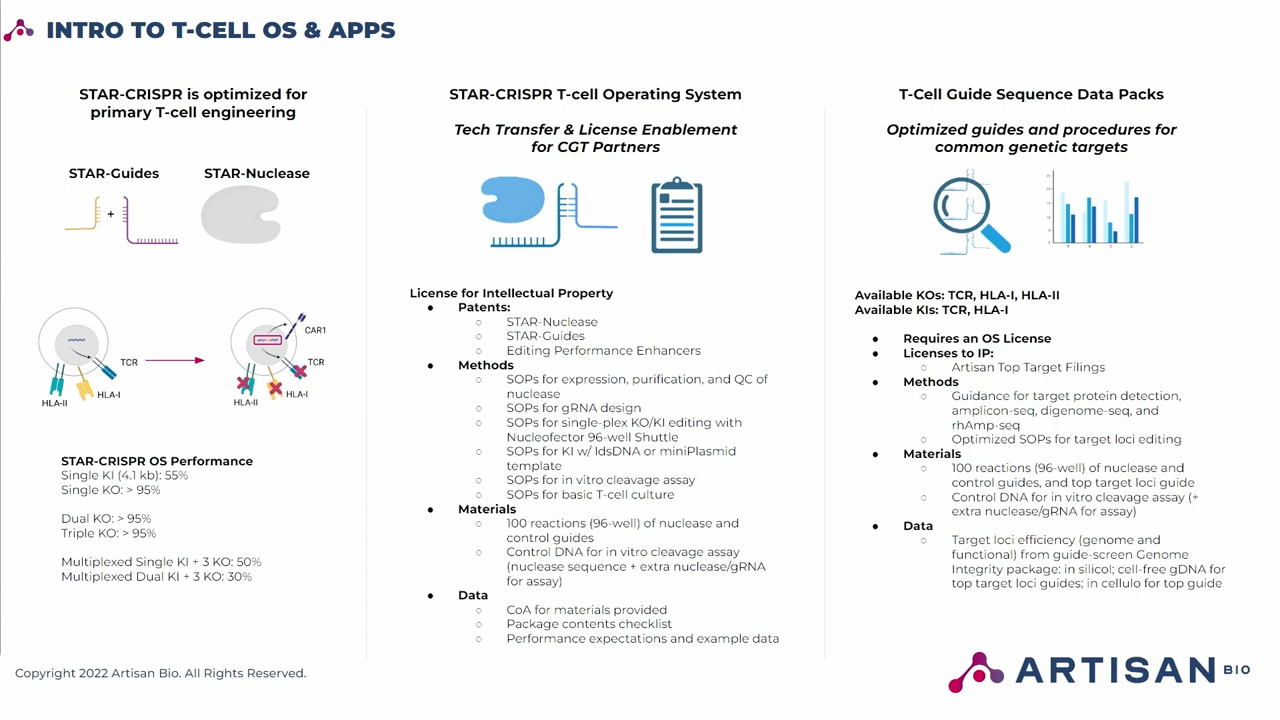 INTRO TO T-CELL OS & APPS
STAR-CRISPR is optimized for
primary T-cell engineering
STAR-Guides
STAR-Nuclease
+
TCR
HLA-II
HLA-I
CAR1
TCR
HLA-II
HLA-I
STAR-CRISPR OS Performance
Single KI (4.1 kb): 55%
Single KO: > 95%
Dual KO: > 95%
Triple KO: > 95%
Multiplexed Single KI + 3 KO: 50%
Multiplexed Dual KI + 3 KO: 30%
STAR-CRISPR T-cell Operating System
Tech Transfer & License Enablement
for CGT Partners
License for Intellectual Property
● Patents:
○ STAR-Nuclease
○ STAR-Guides
○ Editing Performance Enhancers
● Methods
○ SOPs for expression, purification, and QC of
nuclease
○ SOPs for gRNA design
○ SOPs for single-plex KO/KI editing with
Nucleofector 96-well Shuttle
○ SOPs for KI w/ ldsDNA or miniPlasmid
template
○ SOPs for in vitro cleavage assay
○ SOPs for basic T-cell culture
● Materials
○ 100 reactions (96-well) of nuclease and
control guides
○ Control DNA for in vitro cleavage assay
(nuclease sequence + extra nuclease/gRNA
for assay)
● Data
○ CoA for materials provided
○ Package contents checklist
○ Performance expectations and example data
T-Cell Guide Sequence Data Packs
Optimized guides and procedures for
common genetic targets
Available KOs: TCR, HLA-I, HLA-II
Available KIs: TCR, HLA-I
● Requires an OS License
● Licenses to IP:
○ Artisan Top Target Filings
● Methods
○ Guidance for target protein detection,
amplicon-seq, digenome-seq, and
rhAmp-seq
○ Optimized SOPs for target loci editing
● Materials
○ 100 reactions (96-well) of nuclease and
control guides, and top target loci guide
○ Control DNA for in vitro cleavage assay (+
extra nuclease/gRNA for assay)
● Data
○ Target loci efficiency (genome and
functional) from guide-screen Genome
Integrity package: in silicol; cell-free gDNA for
top target loci guides; in cellulo for top guide
Copyright 2022 Artisan Bio. All Rights Reserved.
ARTISAN BIO